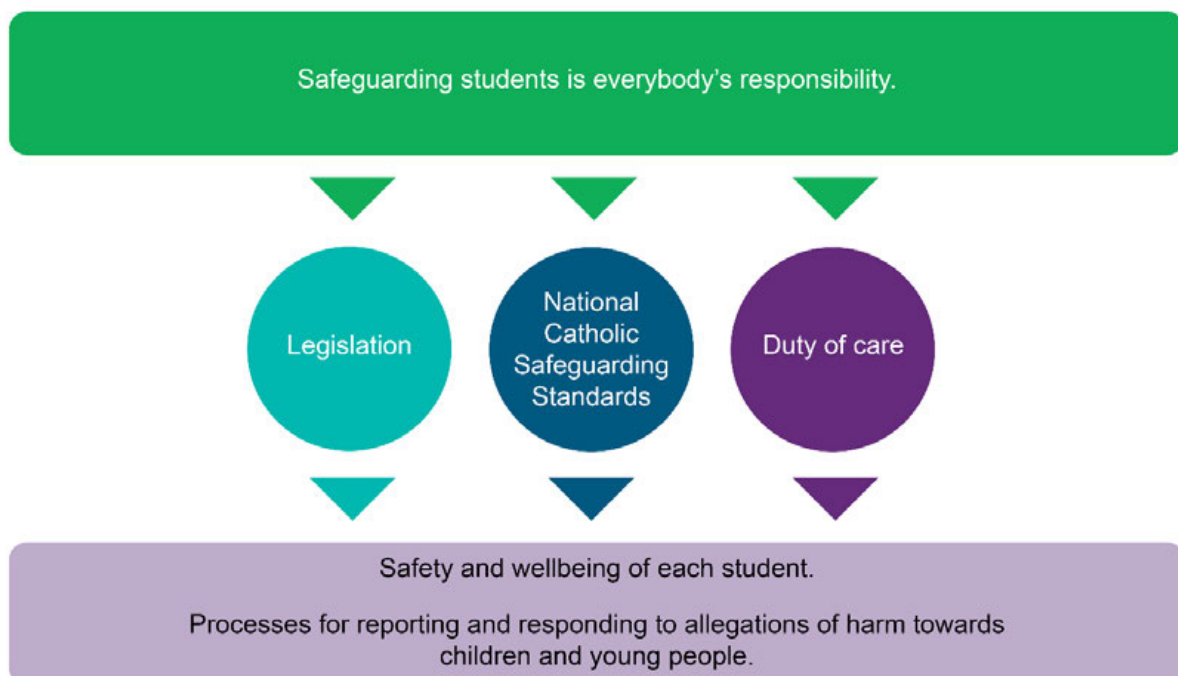 Safeguarding students is everybody's responsibility.
Legislation
National
Catholic
Safeguarding
Standards
Duty of care
Safety and wellbeing of each student.
Processes for reporting and responding to allegations of harm towards
children and young people.